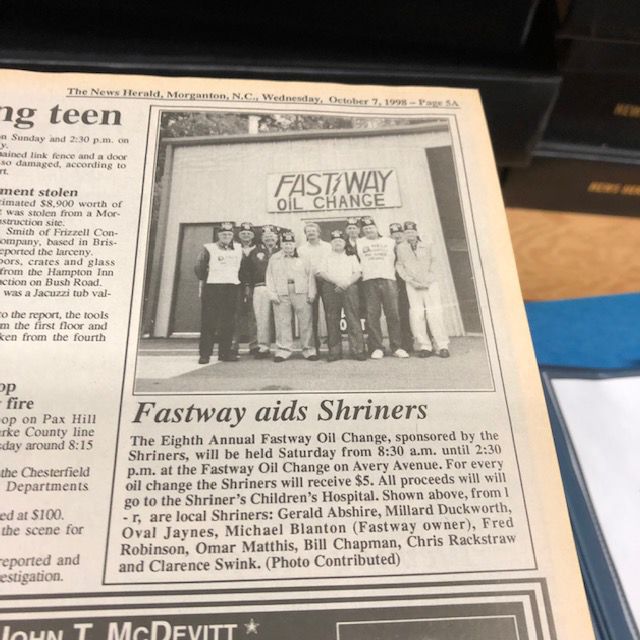 The News Herald, Morganton, N.C., Wednesday, October 7, 1998 – Page 5A
ng teen
n Sunday and 2:30 p.m. on
y.
ained link fence and a door
so damaged, according to
rt.
ment stolen
timated $8,900 worth of
t was stolen from a Mor-
nstruction site.
Smith of Frizzell Con-
ompany, based in Bris-
eported the larceny.
oors, crates and glass
from the Hampton Inn
ction on Bush Road.
was a Jacuzzi tub val-
to the report, the tools
m the first floor and
ken from the fourth
op
fire
op on Pax Hill
rke County line
sday around 8:15
the Chesterfield
Departments
ed at $100.
the scene for
reported and
estigation.
FASTWAY
OIL CHANGE
Fastway aids Shriners
The Eighth Annual Fastway Oil Change, sponsored by the
Shriners, will be held Saturday from 8:30 a.m. until 2:30
p.m. at the Fastway Oil Change on Avery Avenue. For every
oil change the Shriners will receive $5. All proceeds will will
go to the Shriner's Children's Hospital. Shown above, from l
- r, are local Shriners: Gerald Abshire, Millard Duckworth,
Oval Jaynes, Michael Blanton (Fastway owner), Fred
Robinson, Omar Matthis, Bill Chapman, Chris Rackstraw
and Clarence Swink. (Photo Contributed)
JOHN T. MCDEVITT *